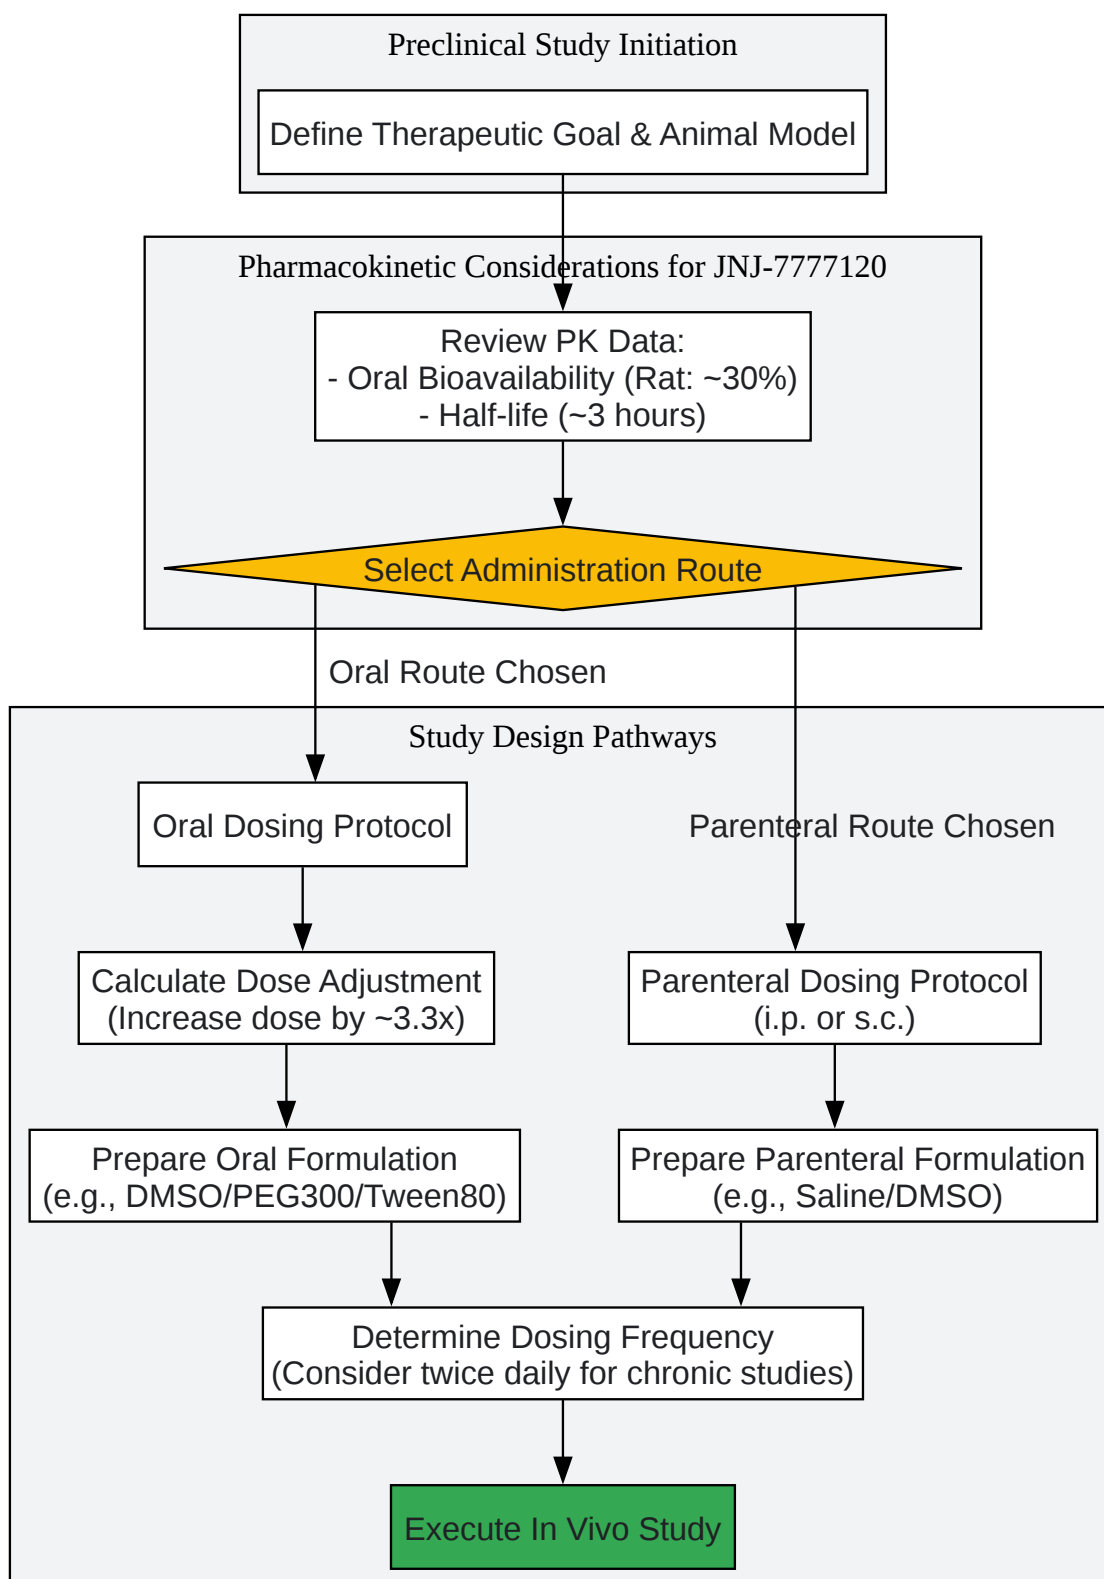 Preclinical Study Initiation
Define Therapeutic Goal & Animal Model
Pharmacokinetic Considerations for JNJ-7777120
Review PK Data:
- Oral Bioavailability (Rat: ~30%)
- Half-life (~3 hours)
Select Administration Route
Oral Route Chosen
Study Design Pathways
Oral Dosing Protocol
Parenteral Route Chosen
Calculate Dose Adjustment
(Increase dose by ~3.3x)
Parenteral Dosing Protocol
(i.p. or s.c.)
Prepare Oral Formulation
(e.g., DMSO/PEG300/Tween80)
Prepare Parenteral Formulation
(e.g., Saline/DMSO)
Determine Dosing Frequency
(Consider twice daily for chronic studies)
Execute In Vivo Study